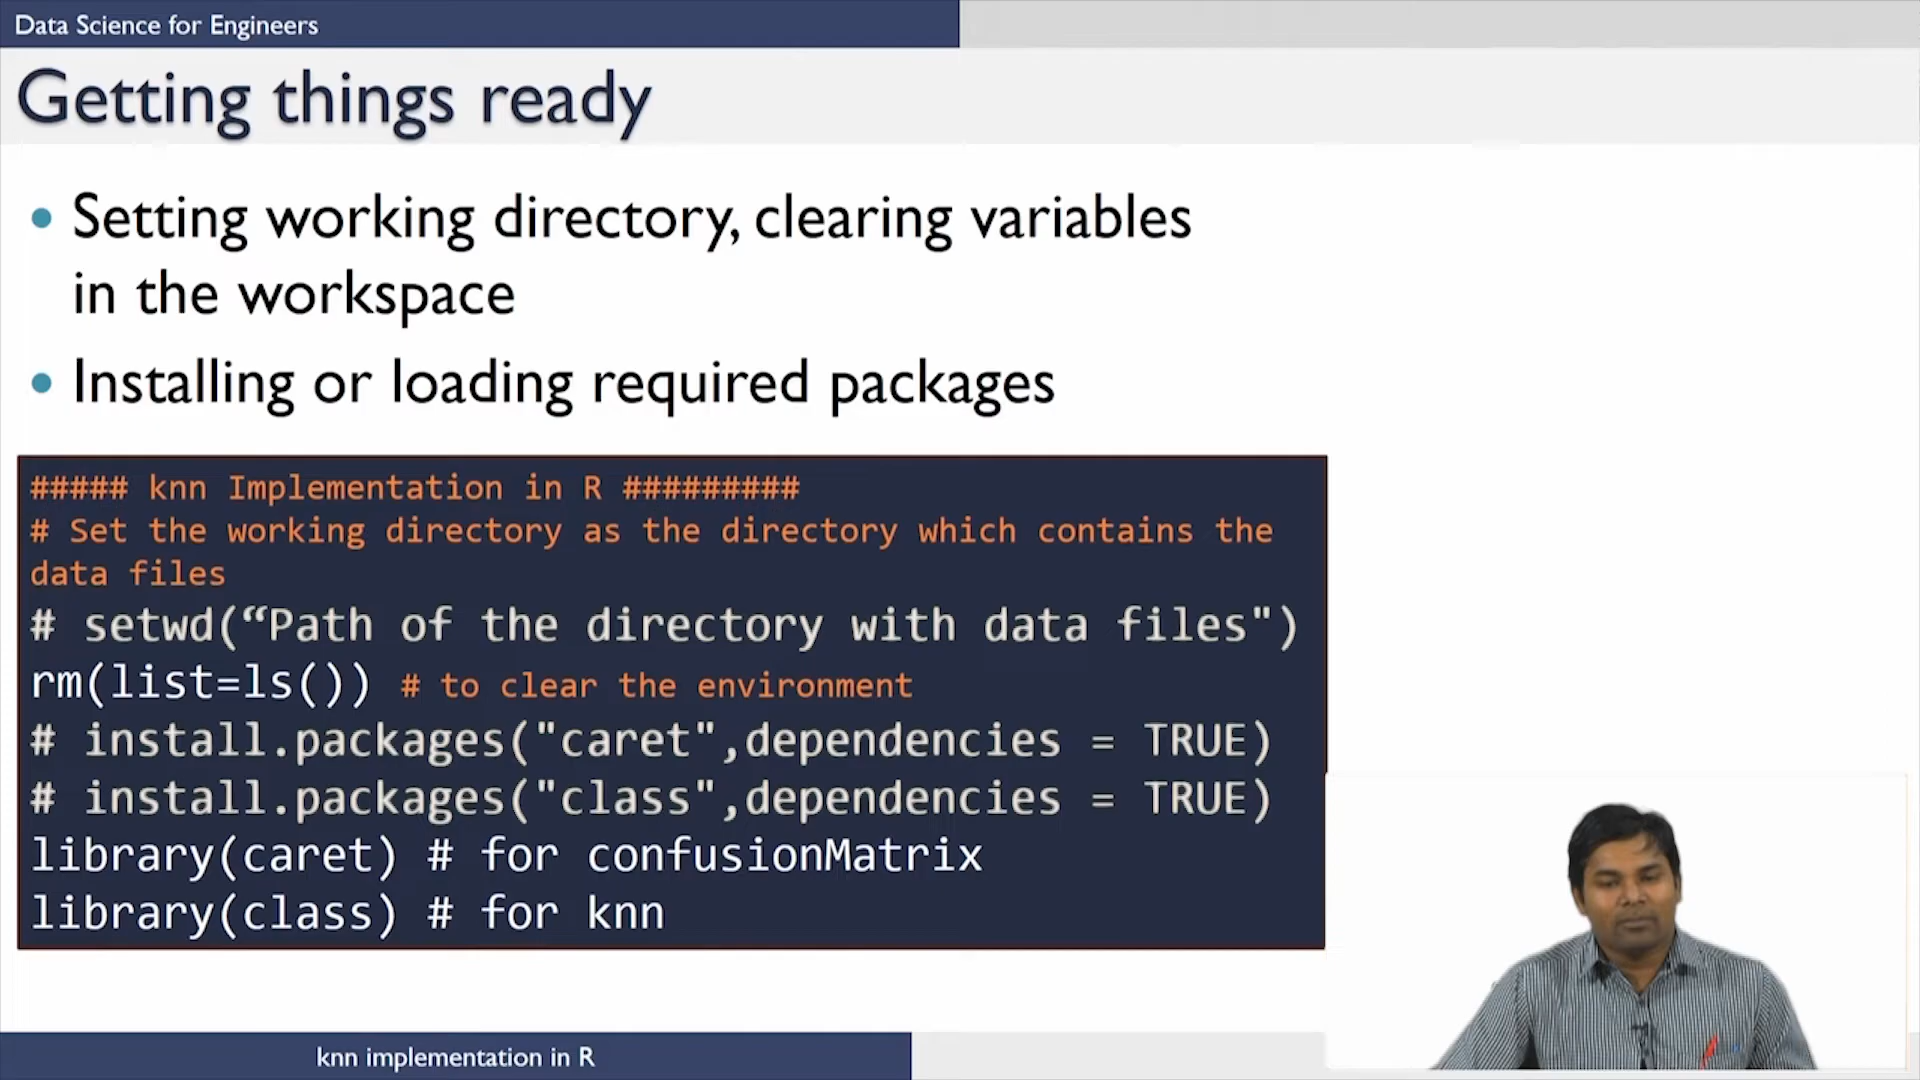 Data Science for Engineers
Getting things ready
• Setting working directory, clearing variables
in the workspace
• Installing or loading required packages
##### knn Implementation in R #########
# Set the working directory as the directory which contains the
data files
# setwd(“Path of the directory with data files")
rm(list=ls()) # to clear the environment
# install.packages("caret",dependencies = TRUE)
# install.packages("class",dependencies = TRUE)
library(caret) # for confusionMatrix
library(class) # for knn
knn implementation in R